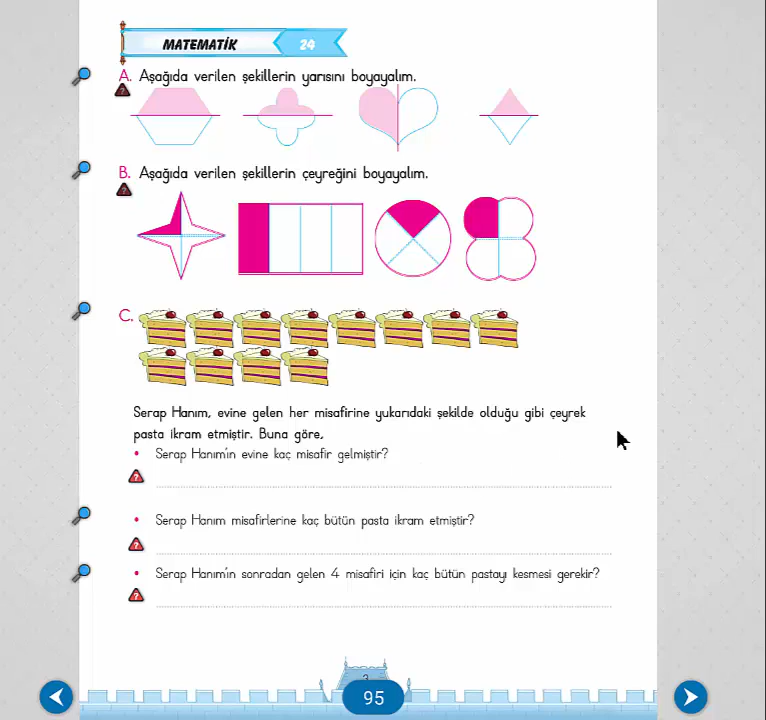 MATEMATİK 24
A. Aşağıda verilen şekillerin yarısını boyayalım.
B. Aşağıda verilen şekillerin çeyreğini boyayalım.
C.
Serap Hanım, evine gelen her misafirine yukarıdaki şekilde olduğu gibi çeyrek
pasta ikram etmiştir. Buna göre,
• Serap Hanım'ın evine kaç misafir gelmiştir?
• Serap Hanım misafirlerine kaç bütün pasta ikram etmiştir?
• Serap Hanım'ın sonradan gelen 4 misafiri için kaç bütün pastayı kesmesi gerekir?
95